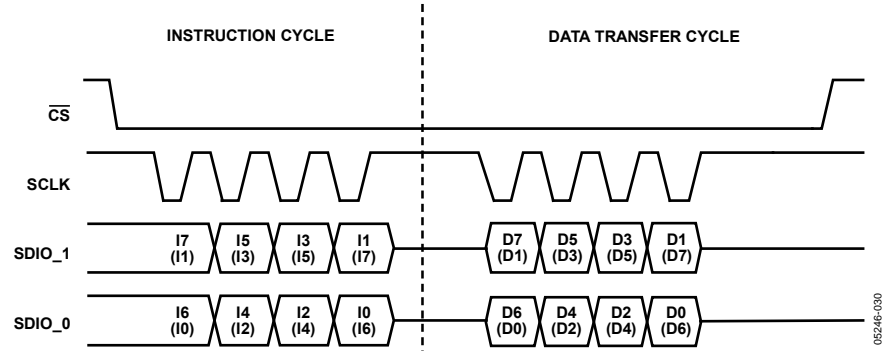 INSTRUCTION CYCLE DATA TRANSFER CYCLE
CS
SCLK
SDIO_1 I7 I5 I3 I1 D7 D5 D3 D1
(I1) (I3) (I5) (I7) (D1) (D3) (D5) (D7)
SDIO_0 I6 I4 I2 I0 D6 D4 D2 D0
(I0) (I2) (I4) (I6) (D0) (D2) (D4) (D6)
05246-030